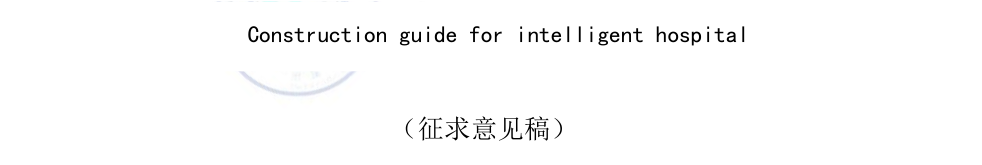 Construction guide for intelligent hospital
（征求意见稿）